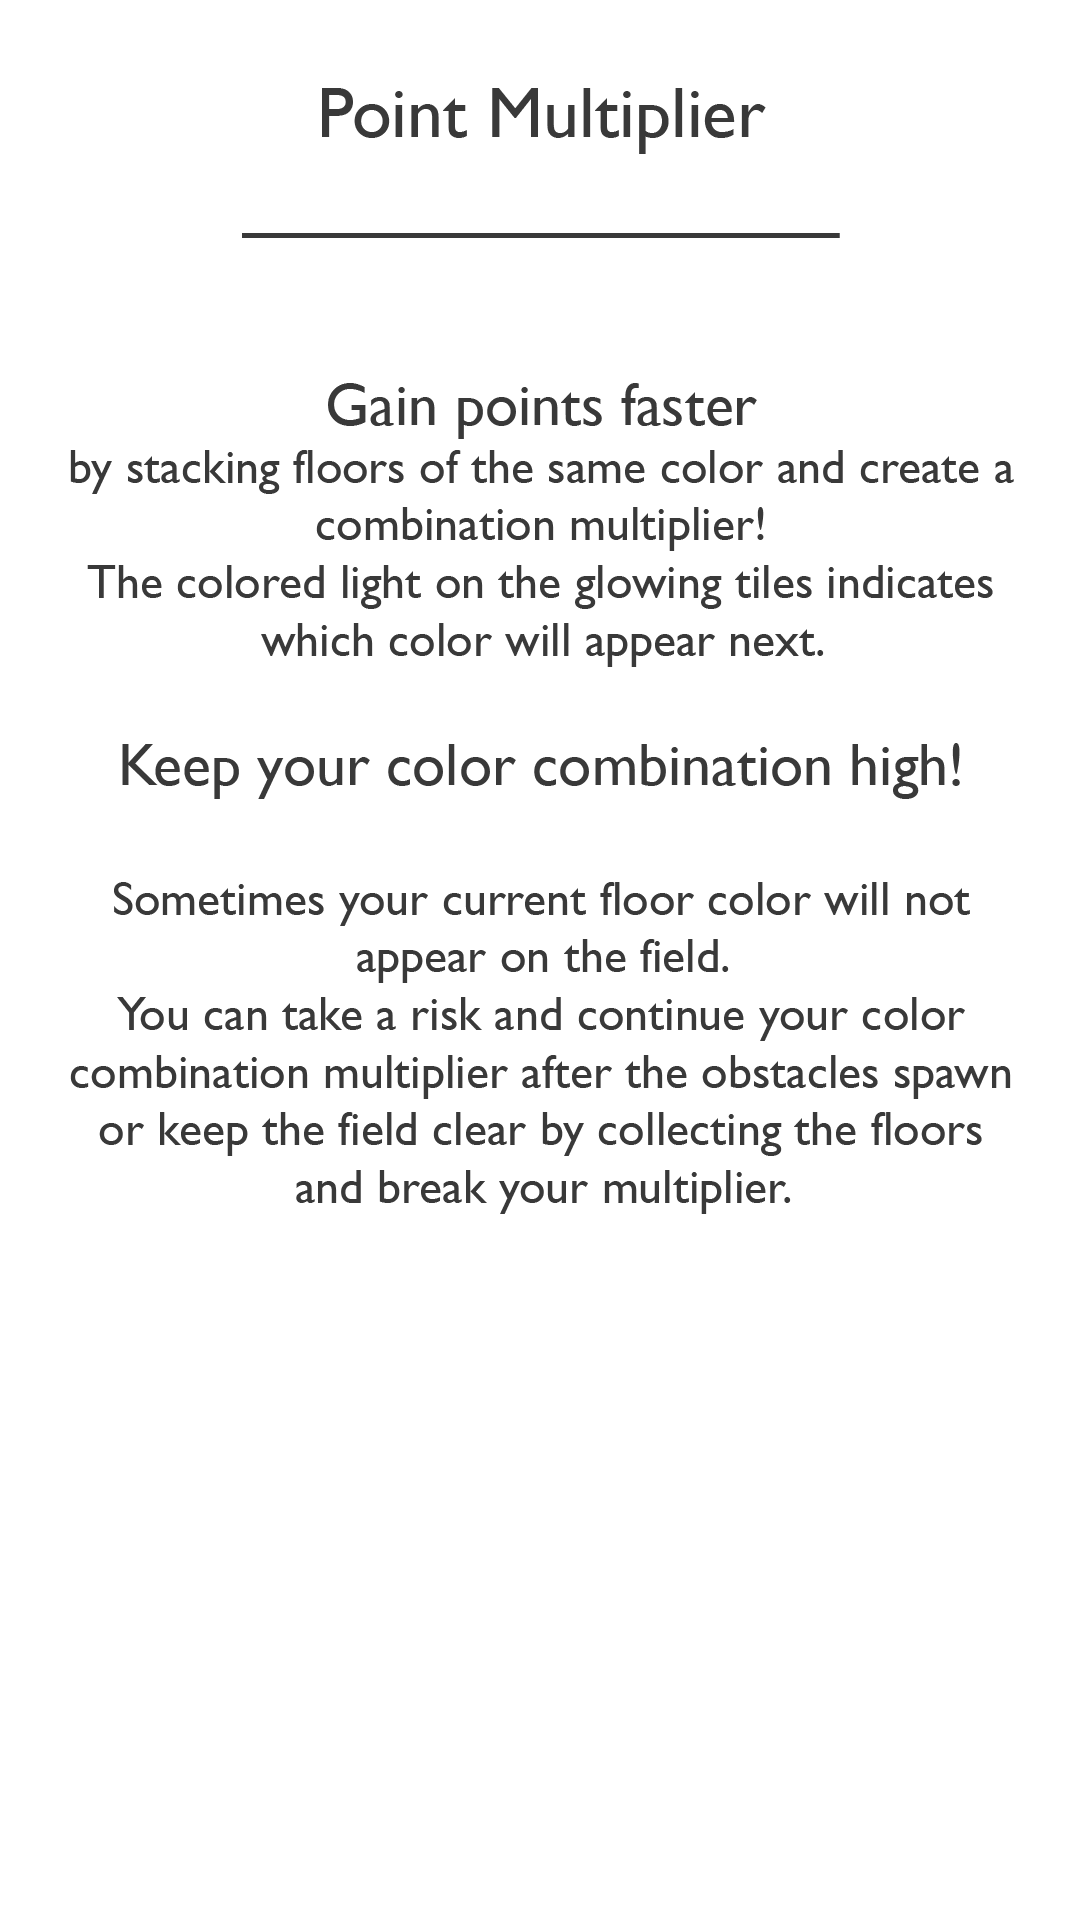 Point Multiplier
Gain points faster
by stacking floors of the same color and create a
combination multiplier!
The colored light on the glowing tiles indicates
which color will appear next.
Keep your color combination high!
Sometimes your current floor color will not
appear on the field.
You can take a risk and continue your color
combination multiplier after the obstacles spawn
or keep the field clear by collecting the floors
and break your multiplier.